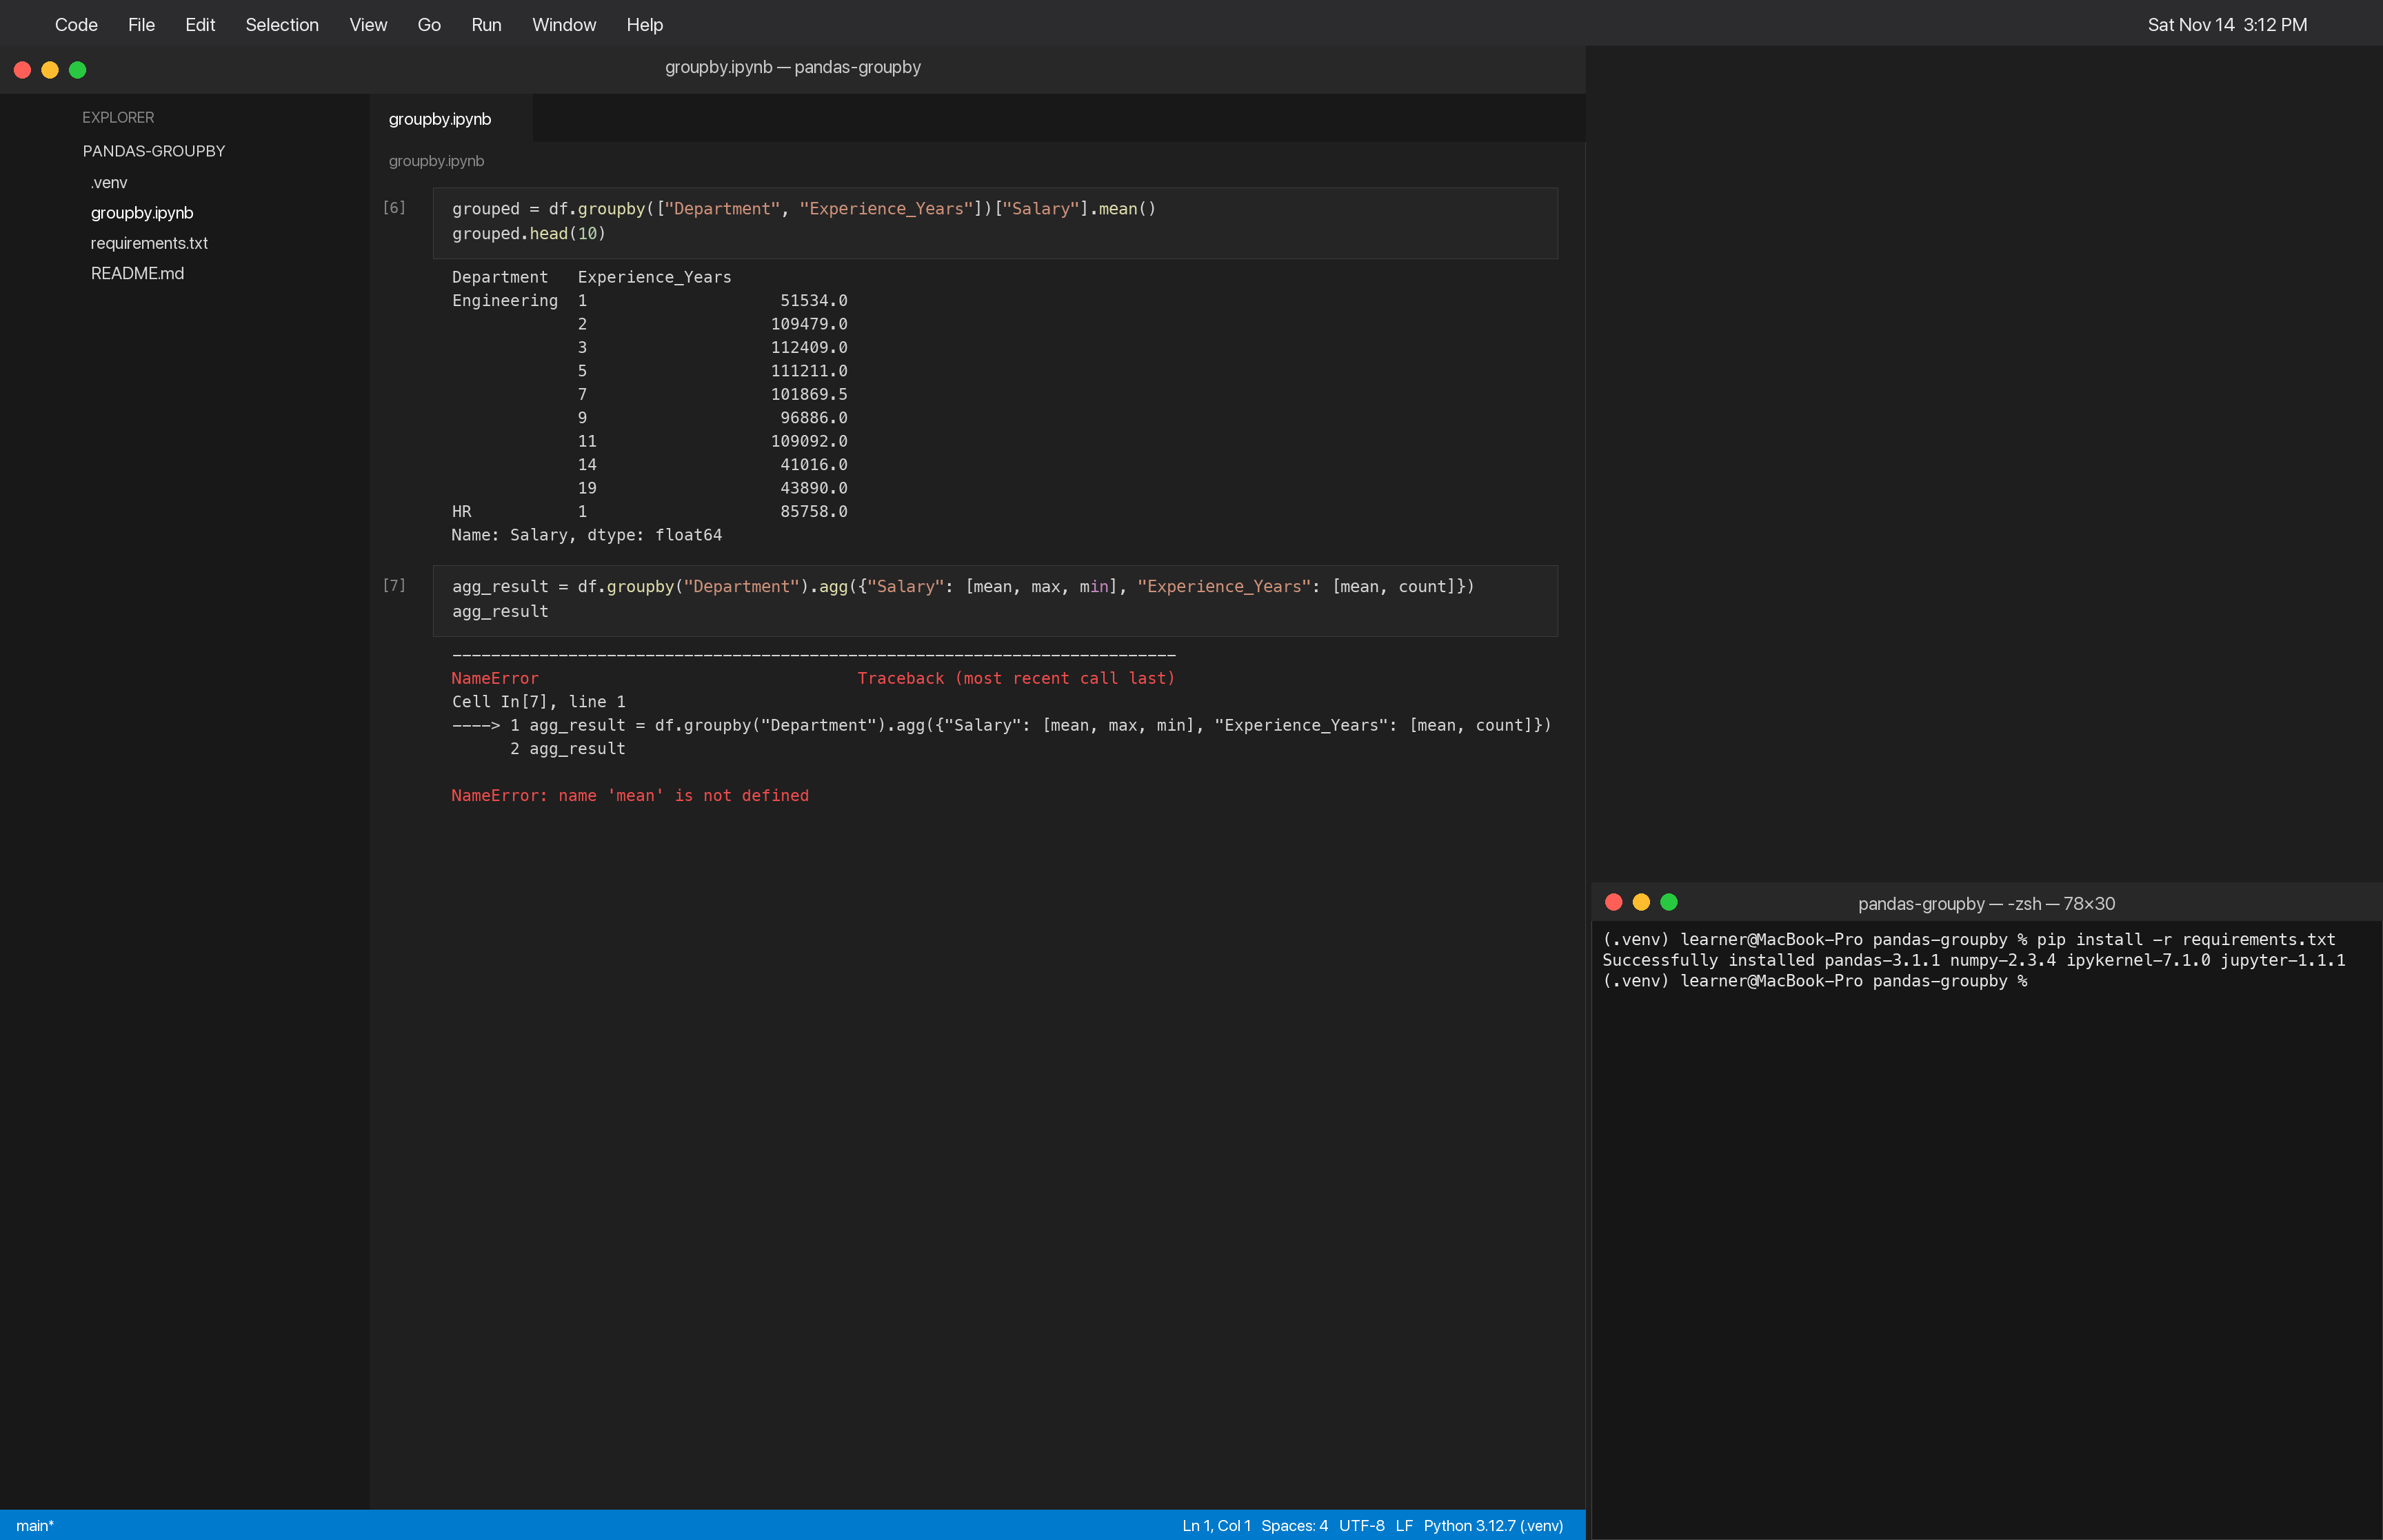 Code File Edit Selection View Go Run Window Help
Sat Nov 14 3:12 PM
groupby.ipynb — pandas-groupby
EXPLORER
PANDAS-GROUPBY
.venv
groupby.ipynb
requirements.txt
README.md
groupby.ipynb
groupby.ipynb
[6]
grouped = df.groupby(["Department", "Experience_Years"])["Salary"].mean()
grouped.head(10)
Department   Experience_Years
Engineering  1                    51534.0
             2                   109479.0
             3                   112409.0
             5                   111211.0
             7                   101869.5
             9                    96886.0
             11                  109092.0
             14                   41016.0
             19                   43890.0
HR           1                    85758.0
Name: Salary, dtype: float64
[7]
agg_result = df.groupby("Department").agg({"Salary": [mean, max, min], "Experience_Years": [mean, count]})
agg_result
---------------------------------------------------------------------------
NameError                                 Traceback (most recent call last)
Cell In[7], line 1
----> 1 agg_result = df.groupby("Department").agg({"Salary": [mean, max, min], "Experience_Years": [mean, count]})
      2 agg_result
NameError: name 'mean' is not defined
main*
Ln 1, Col 1 Spaces: 4 UTF-8 LF Python 3.12.7 (.venv)
pandas-groupby — -zsh — 78×30
(.venv) learner@MacBook-Pro pandas-groupby % pip install -r requirements.txt
Successfully installed pandas-3.1.1 numpy-2.3.4 ipykernel-7.1.0 jupyter-1.1.1
(.venv) learner@MacBook-Pro pandas-groupby %